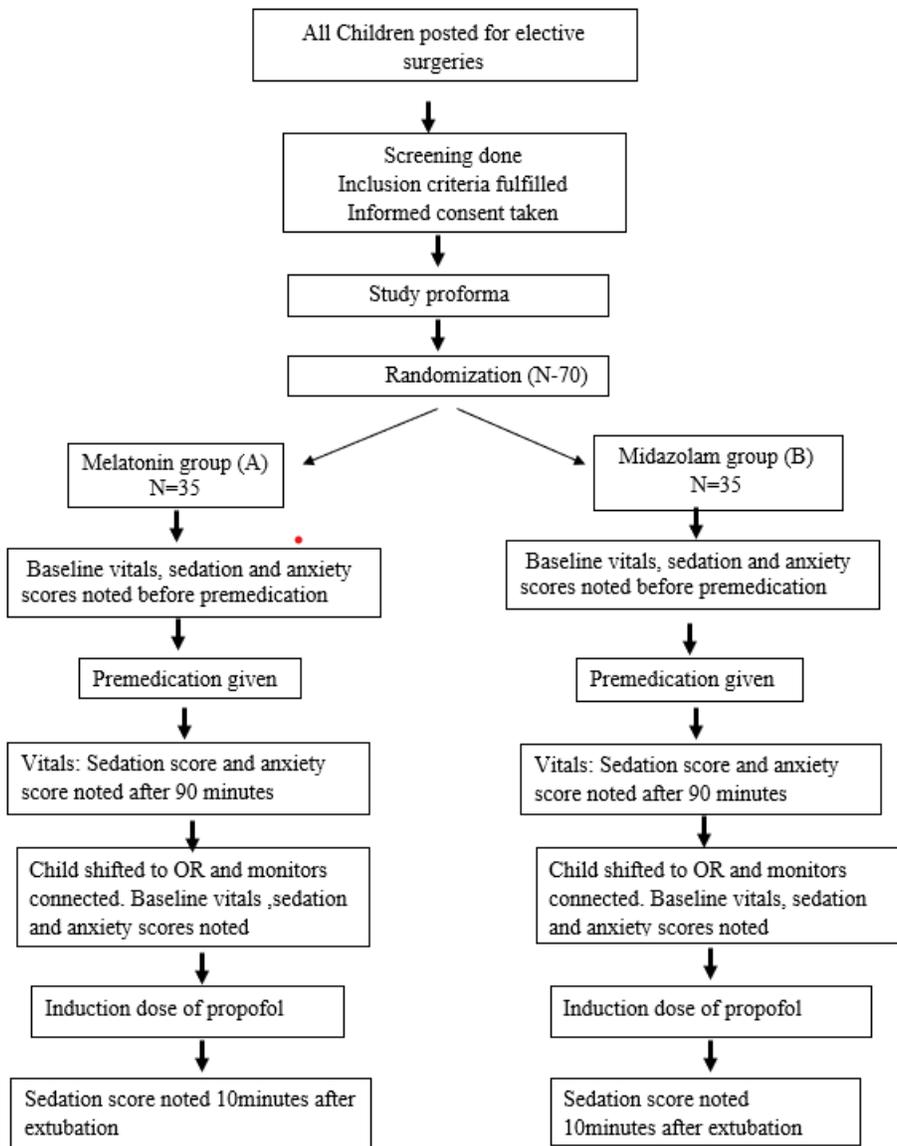 All Children posted for elective
surgeries
Screening done
Inclusion criteria fulfilled
Informed consent taken
Study proforma
Randomization (N-70)
Melatonin group (A)
N=35
Midazolam group (B)
N=35
Baseline vitals, sedation and anxiety
scores noted before premedication
Baseline vitals, sedation and anxiety
scores noted before premedication
Premedication given
Premedication given
Vitals: Sedation score and anxiety
score noted after 90 minutes
Vitals: Sedation score and anxiety
score noted after 90 minutes
Child shifted to OR and monitors
connected. Baseline vitals ,sedation
and anxiety scores noted
Child shifted to OR and monitors
connected. Baseline vitals, sedation
and anxiety scores noted
Induction dose of propofol
Induction dose of propofol
Sedation score noted 10minutes after
extubation
Sedation score noted
10minutes after extubation